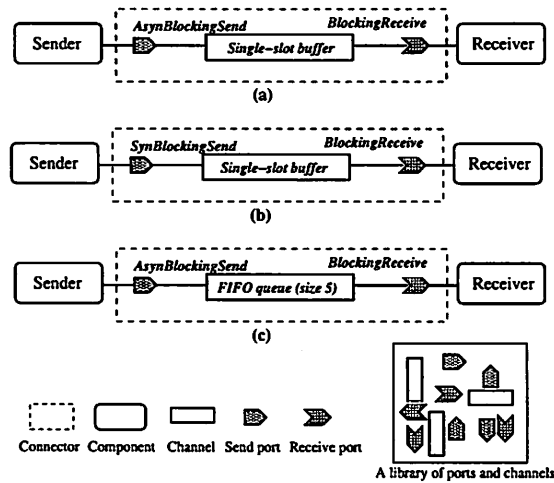 AsynBlockingSend
BlockingReceive
Sender
Single-slot buffer
Receiver
(a)
SynBlockingSend
BlockingReceive
Sender
Single-slot buffer
Receiver
(b)
AsynBlockingSend
BlockingReceive
Sender
FIFO queue (size 5)
Receiver
(c)
Connector
Component
Channel
Send port
Receive port
A library of ports and channels